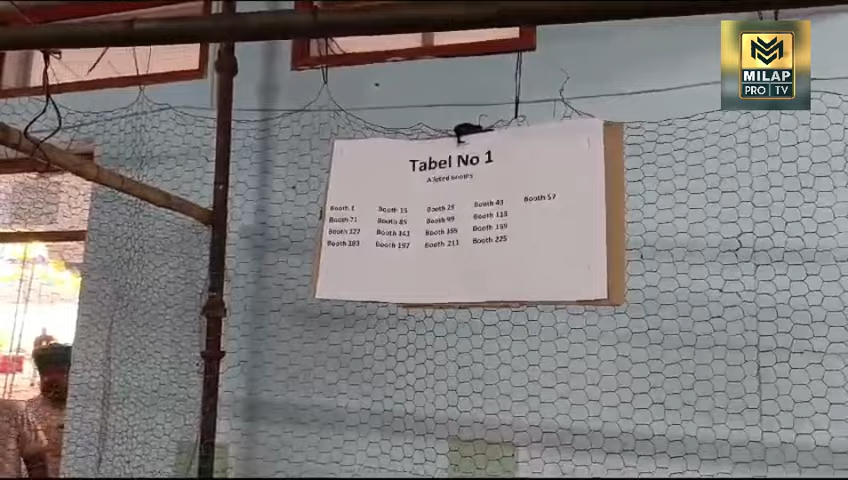 MILAP
PRO TV
Tabel No 1
Alloted Booths
Booth 1 Booth 15 Booth 29 Booth 43 Booth 57
Booth 71 Booth 85 Booth 99 Booth 113
Booth 127 Booth 141 Booth 155 Booth 169
Booth 183 Booth 197 Booth 211 Booth 225